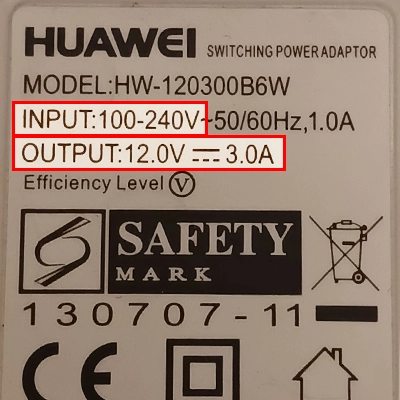 HUAWEI SWITCHING POWER ADAPTOR
MODEL:HW-120300B6W
INPUT:100-240V~50/60Hz,1.0A
OUTPUT:12.0V ⎓ 3.0A
Efficiency Level Ⓥ
S SAFETY
MARK
130707-11
CE